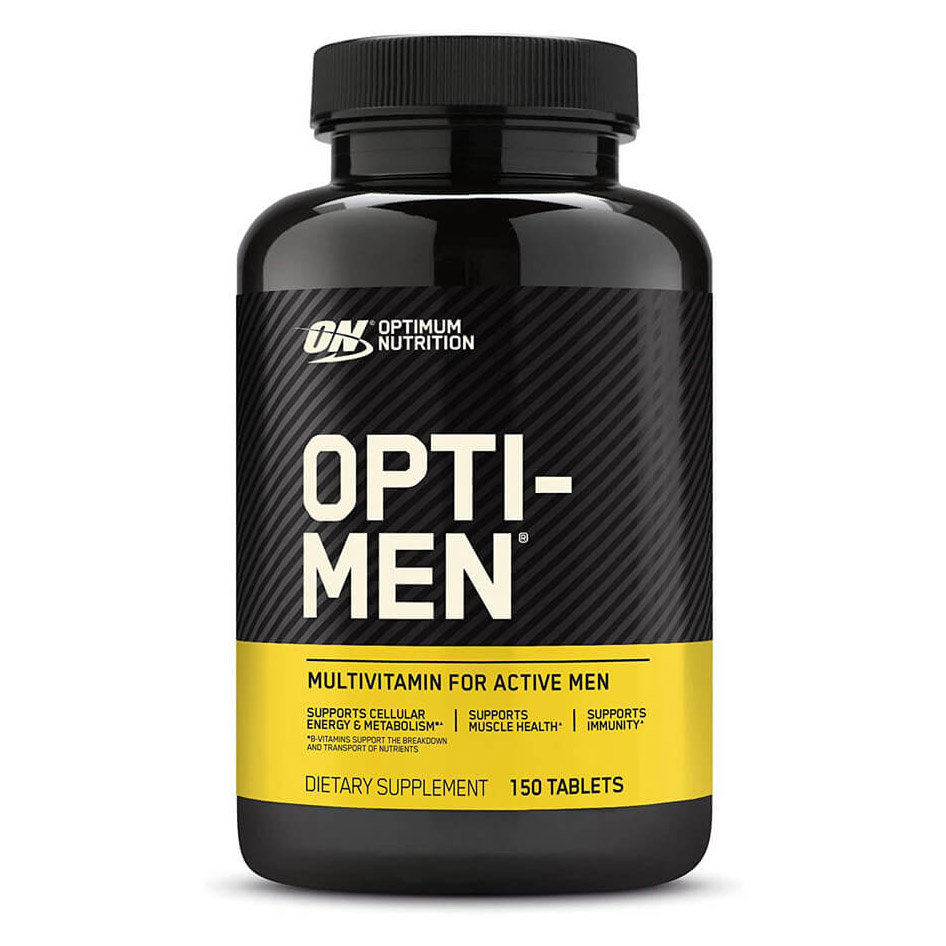 ON© OPTIMUM
NUTRITION
OPTI-
MEN®
MULTIVITAMIN FOR ACTIVE MEN
SUPPORTS CELLULAR
ENERGY & METABOLISM*^
SUPPORTS
MUSCLE HEALTH^
SUPPORTS
IMMUNITY^
*B-VITAMINS SUPPORT THE BREAKDOWN
AND TRANSPORT OF NUTRIENTS
DIETARY SUPPLEMENT 150 TABLETS